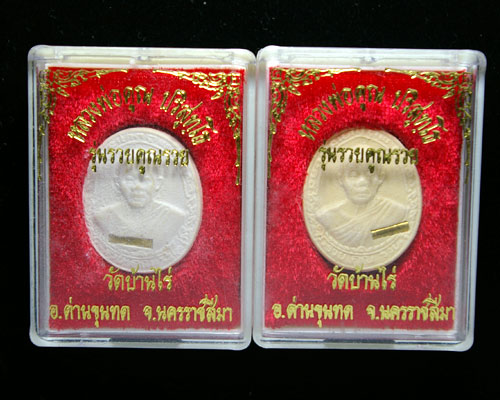 หลวงพ่อคูณ ปริสุทโธ
รุ่นรวยคูณรวย
วัดบ้านไร่
อ.ด่านขุนทด จ.นครราชสีมา
หลวงพ่อคูณ ปริสุทโธ
รุ่นรวยคูณรวย
วัดบ้านไร่
อ.ด่านขุนทด จ.นครราชสีมา